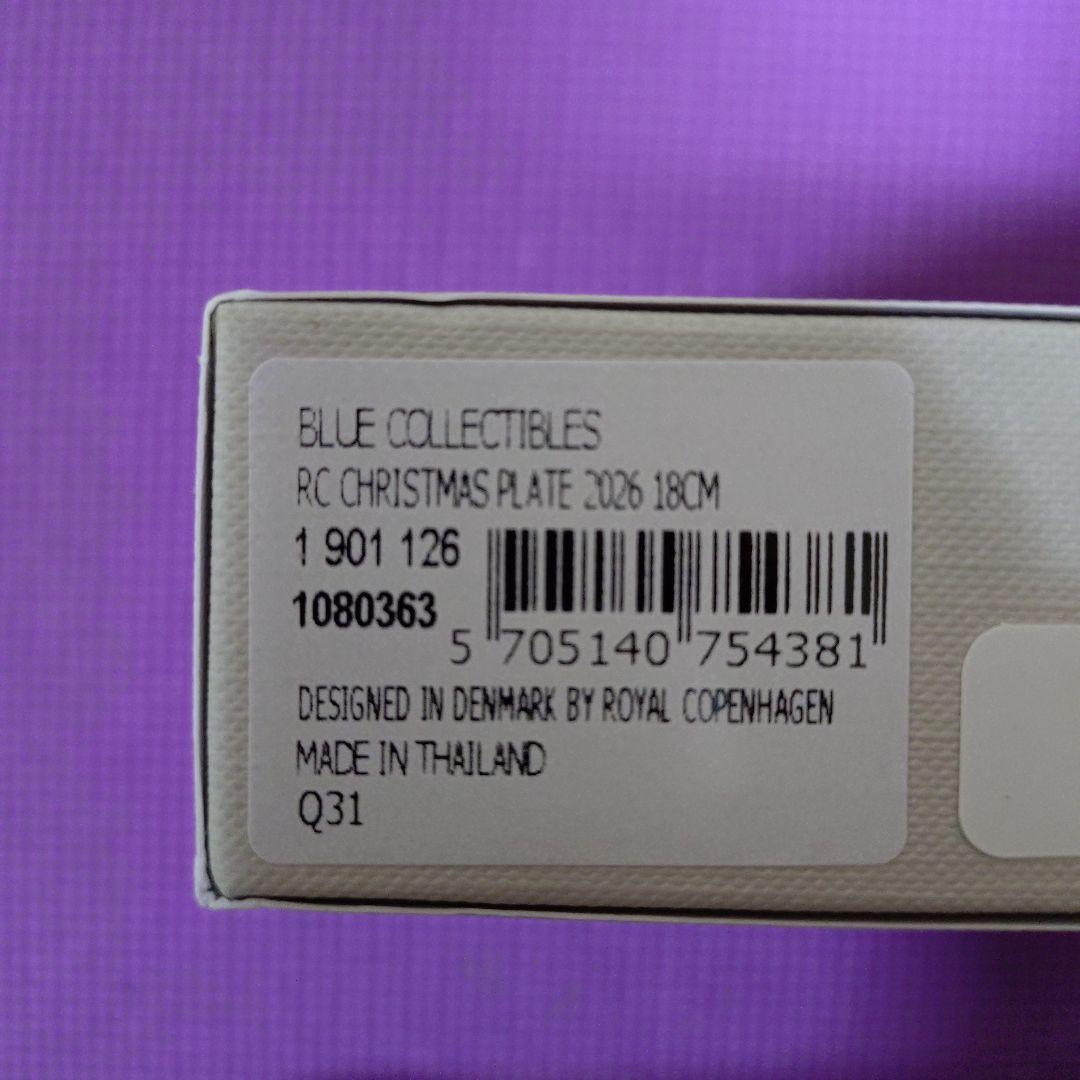 BLUE COLLECTIBLES
RC CHRISTMAS PLATE 2026 18CM
1 901 126
1080363
5 705140 754381
DESIGNED IN DENMARK BY ROYAL COPENHAGEN
MADE IN THAILAND
Q31